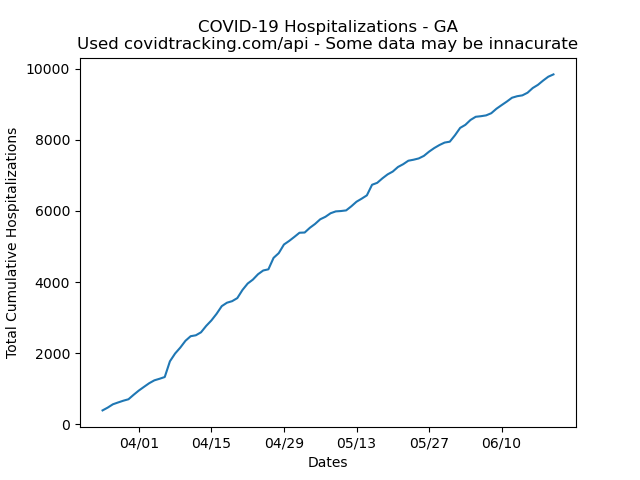 COVID-19 Hospitalizations - GA
Used covidtracking.com/api - Some data may be innacurate
10000
8000
6000
4000
2000
0
Total Cumulative Hospitalizations
04/01 04/15 04/29 05/13 05/27 06/10
Dates